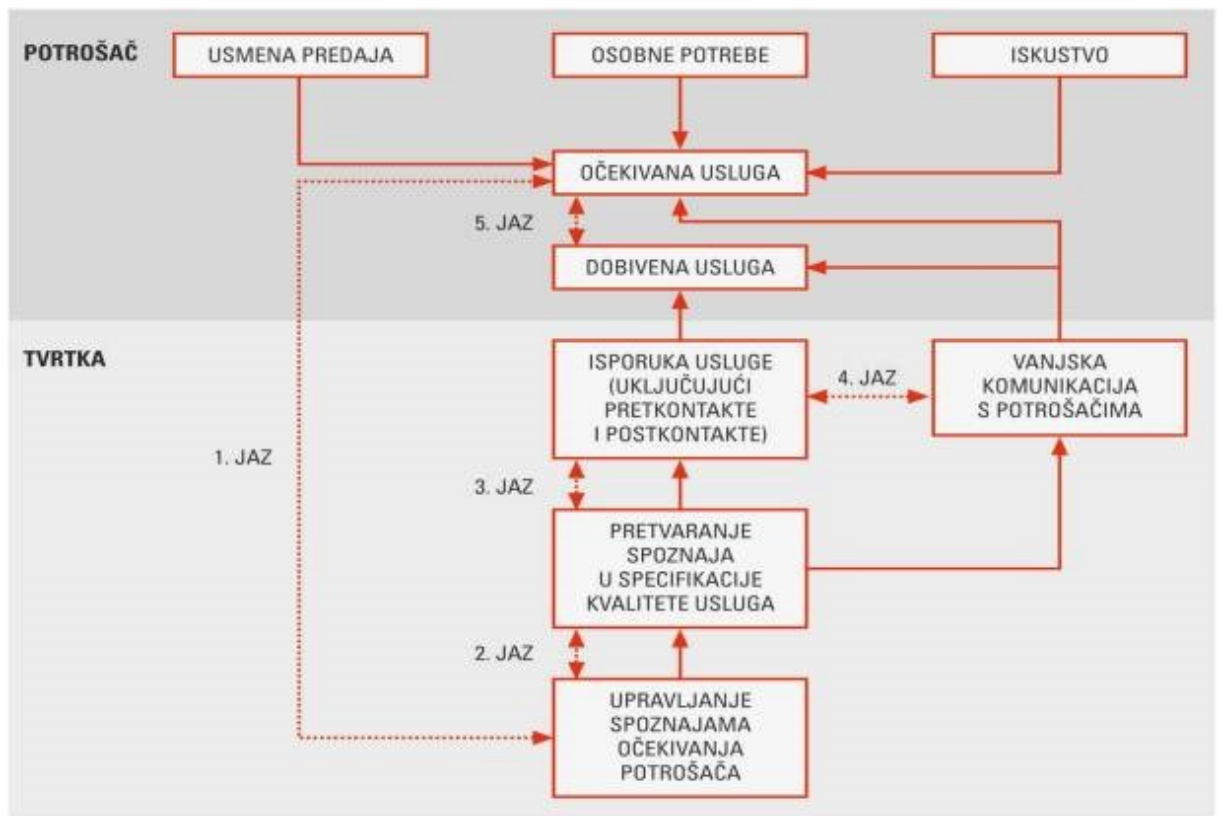 POTROŠAČ
USMENA PREDAJA
OSOBNE POTREBE
ISKUSTVO
OČEKIVANA USLUGA
5. JAZ
DOBIVENA USLUGA
TVRTKA
ISPORUKA USLUGE
(UKLJUČUJUĆI
PRETKONTAKTE
I POSTKONTAKTE)
4. JAZ
VANJSKA
KOMUNIKACIJA
S POTROŠAČIMA
1. JAZ
3. JAZ
PRETVARANJE
SPOZNAJA
U SPECIFIKACIJE
KVALITETE USLUGA
2. JAZ
UPRAVLJANJE
SPOZNAJAMA
OČEKIVANJA
POTROŠAČA